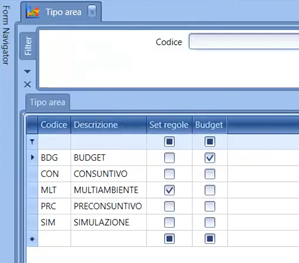 Form Navigator
Tipo area
Filter
Codice
Tipo area
Codice Descrizione Set regole Budget
BDG BUDGET
CON CONSUNTIVO
MLT MULTIAMBIENTE
PRC PRECONSUNTIVO
SIM SIMULAZIONE